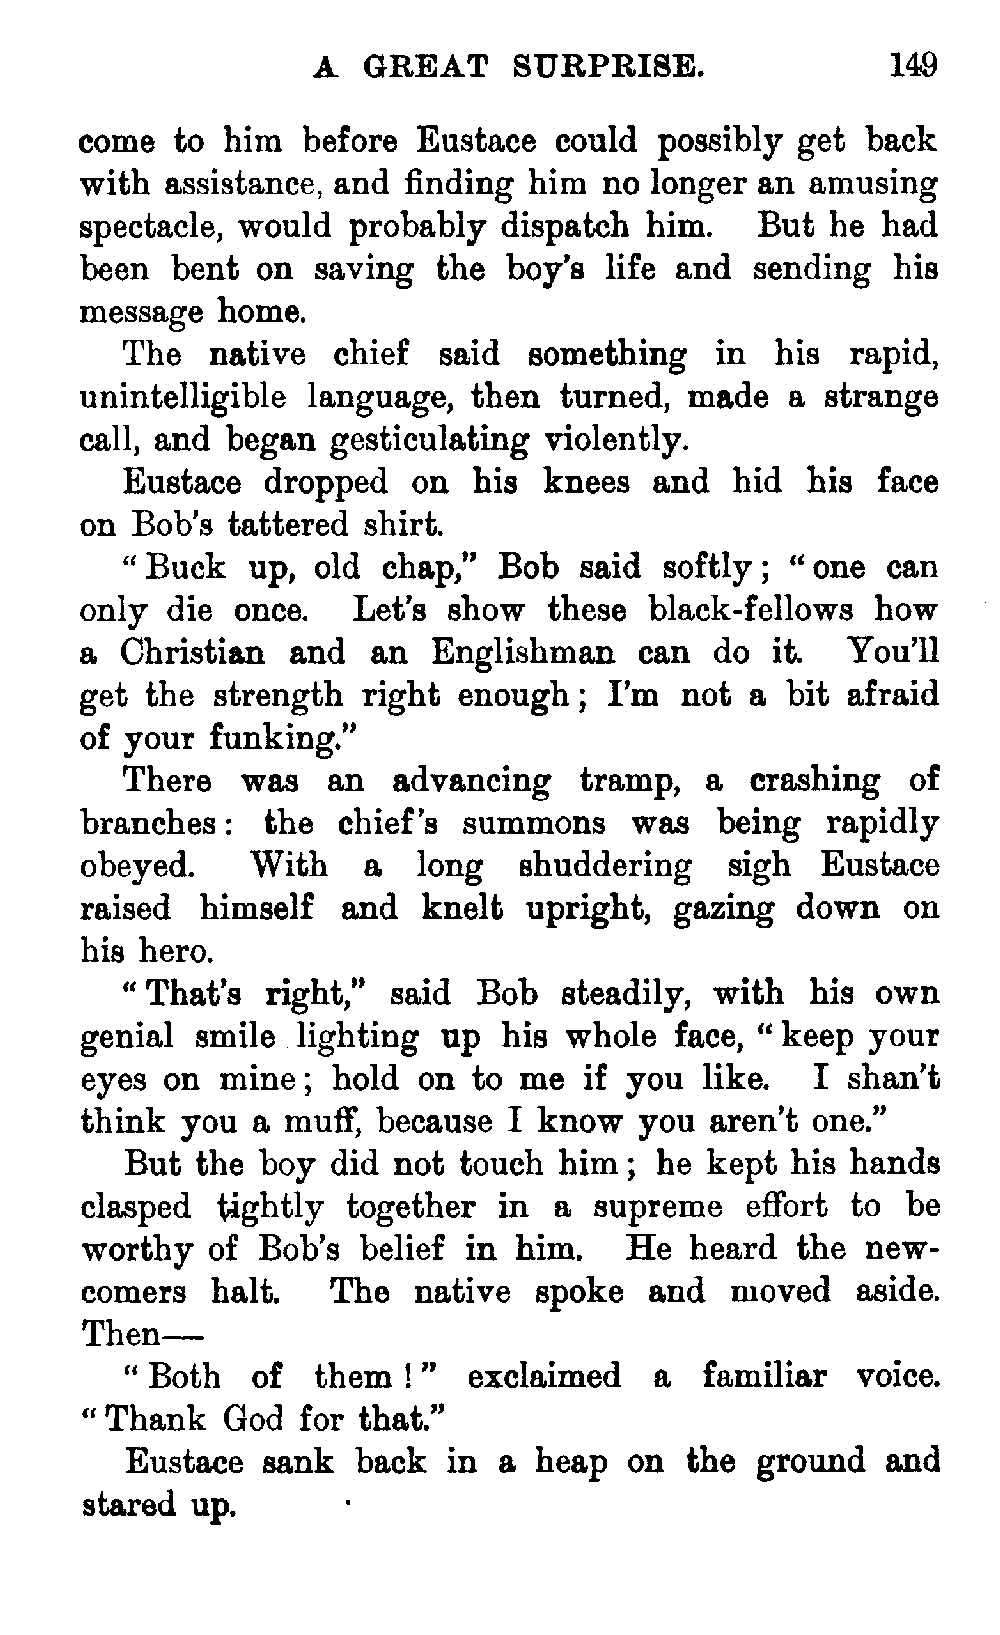 A GREAT SURPRISE. 149
come to him before Eustace could possibly get back
with assistance, and finding him no longer an amusing
spectacle, would probably dispatch him. But he had
been bent on saving the boy's life and sending his
message home.
The native chief said something in his rapid,
unintelligible language, then turned, made a strange
call, and began gesticulating violently.
Eustace dropped on his knees and hid his face
on Bob's tattered shirt.
"Buck up, old chap," Bob said softly; "one can
only die once. Let's show these black-fellows how
a Christian and an Englishman can do it. You'll
get the strength right enough; I'm not a bit afraid
of your funking."
There was an advancing tramp, a crashing of
branches: the chief's summons was being rapidly
obeyed. With a long shuddering sigh Eustace
raised himself and knelt upright, gazing down on
his hero.
"That's right," said Bob steadily, with his own
genial smile lighting up his whole face, "keep your
eyes on mine; hold on to me if you like. I shan't
think you a muff, because I know you aren't one."
But the boy did not touch him; he kept his hands
clasped tightly together in a supreme effort to be
worthy of Bob's belief in him. He heard the new-
comers halt. The native spoke and moved aside.
Then—
"Both of them!" exclaimed a familiar voice.
"Thank God for that."
Eustace sank back in a heap on the ground and
stared up.